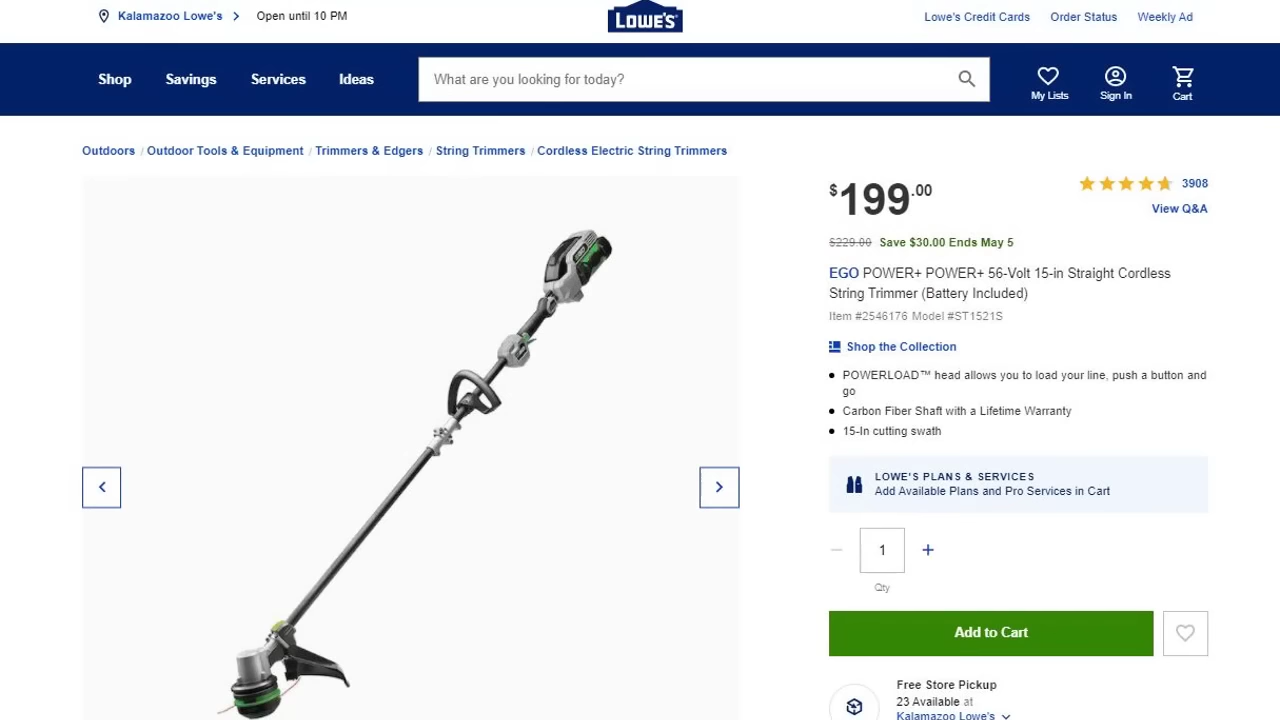 Kalamazoo Lowe's
Open until 10 PM
LOWE'S
Lowe's Credit Cards
Order Status
Weekly Ad
Shop
Savings
Services
Ideas
What are you looking for today?
My Lists
Sign In
Cart
Outdoors / Outdoor Tools & Equipment / Trimmers & Edgers / String Trimmers / Cordless Electric String Trimmers
$199.00
3908
View Q&A
$229.00 Save $30.00 Ends May 5
EGO POWER+ POWER+ 56-Volt 15-in Straight Cordless
String Trimmer (Battery Included)
Item #2546176 Model #ST1521S
Shop the Collection
POWERLOAD™ head allows you to load your line, push a button and
go
Carbon Fiber Shaft with a Lifetime Warranty
15-In cutting swath
LOWE'S PLANS & SERVICES
Add Available Plans and Pro Services in Cart
1
Qty
Add to Cart
Free Store Pickup
23 Available at
Kalamazoo Lowe's